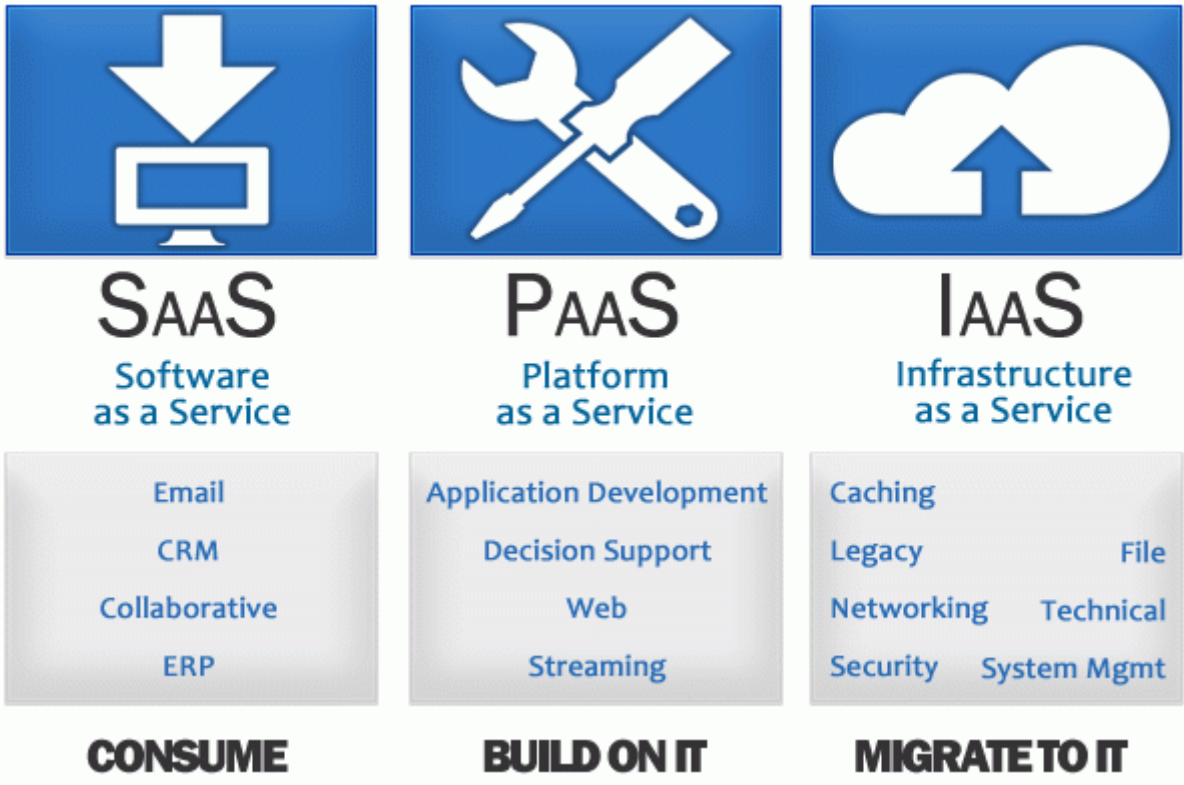 SaaS
Software
as a Service
Email
CRM
Collaborative
ERP
CONSUME
PaaS
Platform
as a Service
Application Development
Decision Support
Web
Streaming
BUILD ON IT
IaaS
Infrastructure
as a Service
Caching
Legacy File
Networking Technical
Security System Mgmt
MIGRATE TO IT